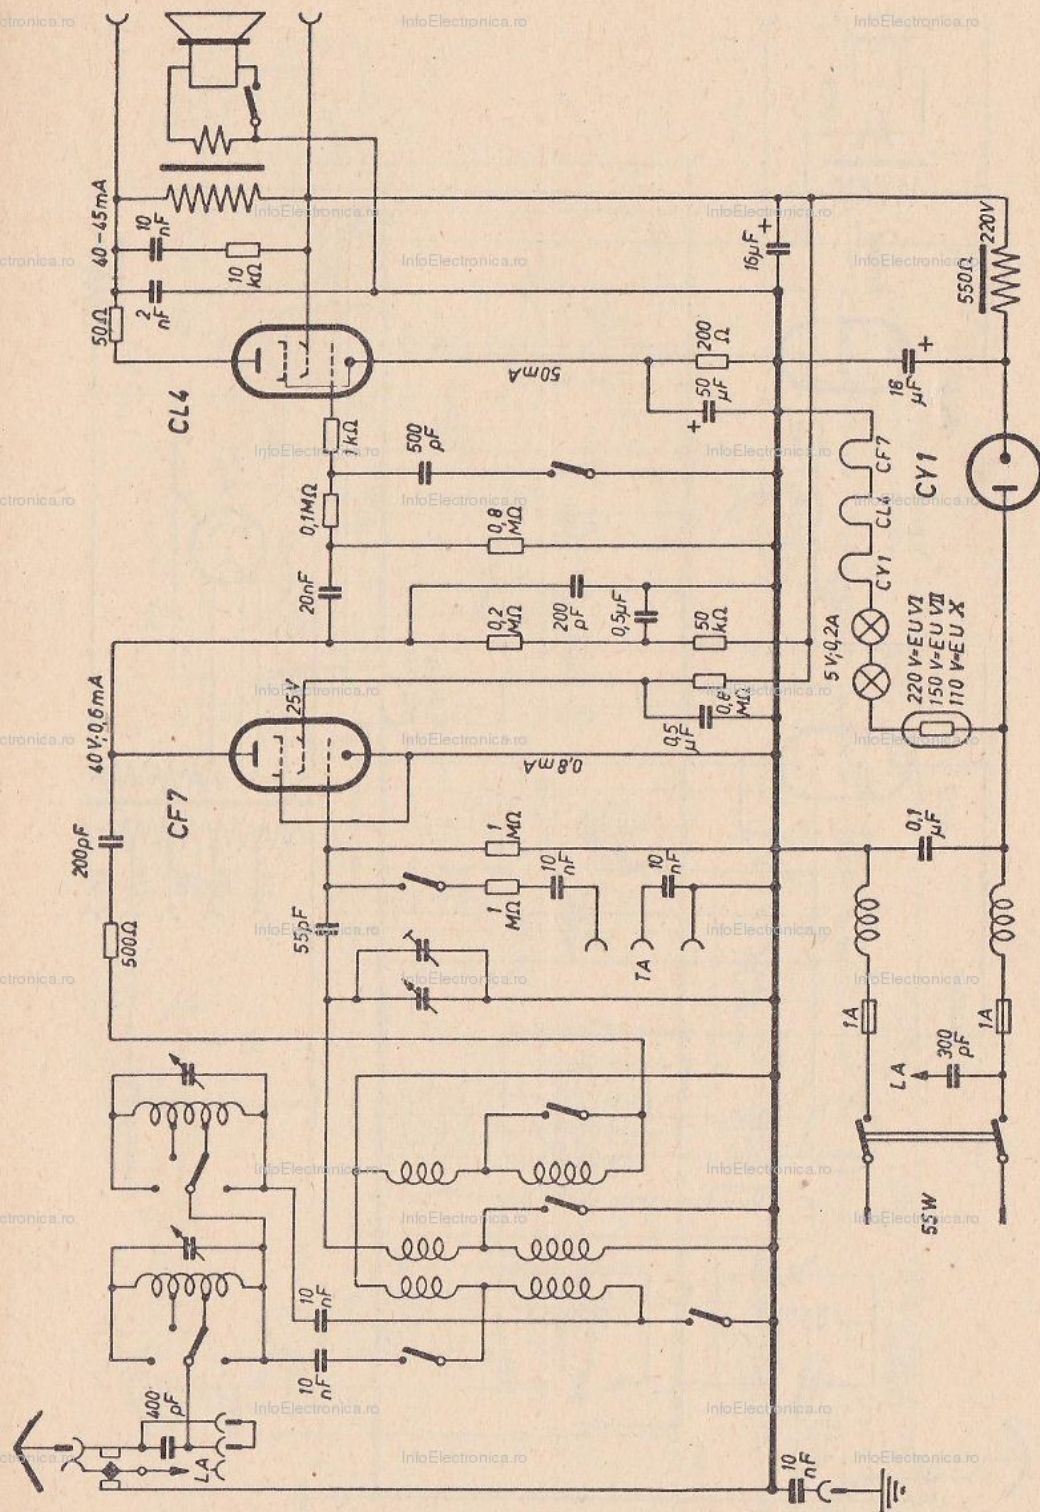 40-45mA
10
nF
10
kΩ
2
nF
50Ω
CL4
50mA
50
µF
200
Ω
16µF
+
+
550Ω
220V
18
µF
+
1kΩ
500
pF
0,1MΩ
0,8
MΩ
20nF
CF7
CL4
CY1
CY1
200
pF
0,2
MΩ
0,5µF
50
kΩ
5V;0,2A
220 V=EU VI
150 V=EU VII
110 V=EU X
40V;0,6mA
25V
0,5
µF
0,8
MΩ
0,8mA
CF7
200pF
500Ω
55pF
1
MΩ
1
MΩ
10
nF
10
nF
TA
0,1
µF
1A
1A
LA
300
pF
55W
10
nF
10
nF
400
pF
LA
10
nF
InfoElectronica.ro